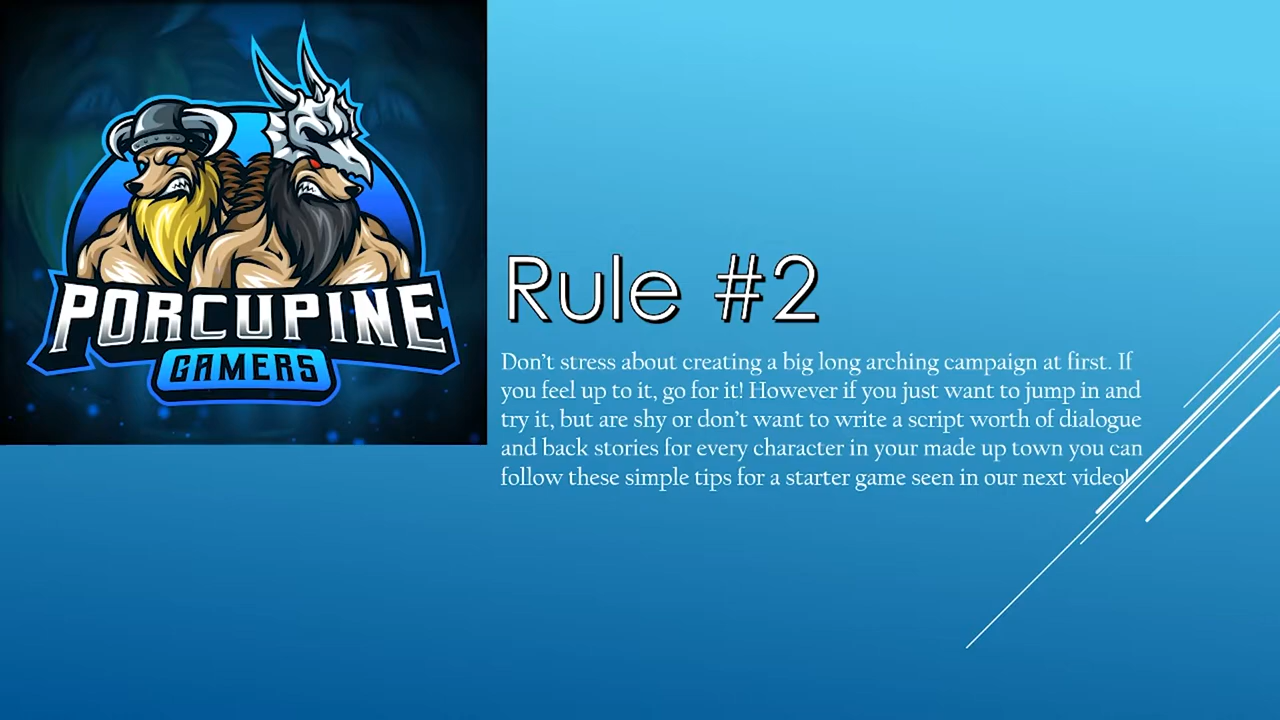 PORCUPINE
GAMERS
Rule #2
Don't stress about creating a big long arching campaign at first. If
you feel up to it, go for it! However if you just want to jump in and
try it, but are shy or don't want to write a script worth of dialogue
and back stories for every character in your made up town you can
follow these simple tips for a starter game seen in our next video!